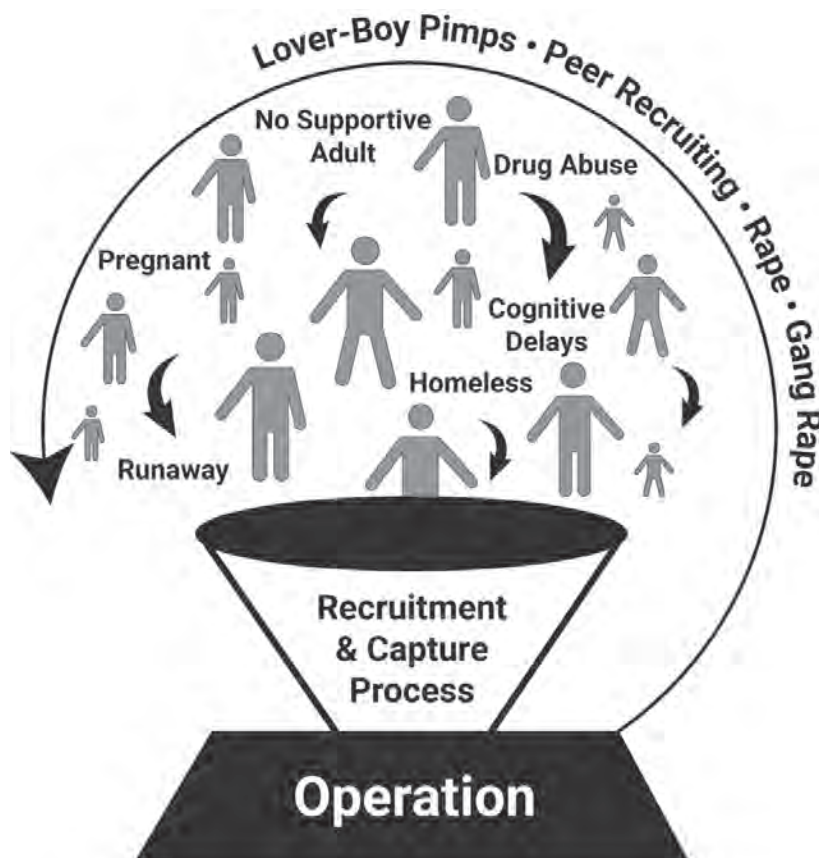 Lover-Boy Pimps • Peer Recruiting • Rape • Gang Rape
No Supportive
Adult
Drug Abuse
Pregnant
Cognitive
Delays
Homeless
Runaway
Recruitment
& Capture
Process
Operation